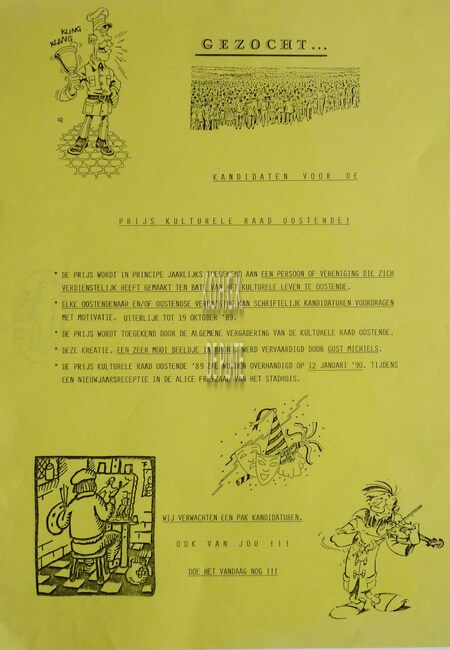 KLING
KLANG
GEZOCHT...
KANDIDATEN VOOR DE
PRIJS KULTURELE RAAD OOSTENDE!
* DE PRIJS WORDT IN PRINCIPE JAARLIJKS TOEGEKEND AAN EEN PERSOON OF VERENIGING DIE ZICH
VERDIENSTELIJK HEEFT GEMAAKT TEN BATE VAN HET KULTURELE LEVEN TE OOSTENDE.
* ELKE OOSTENDENAAR EN/OF OOSTENDSE VERENIGING KAN SCHRIFTELIJK KANDIDATUREN VOORDRAGEN
MET MOTIVATIE. UITERLIJK TOT 19 OKTOBER '89.
* DE PRIJS WORDT TOEGEKEND DOOR DE ALGEMENE VERGADERING VAN DE KULTURELE RAAD OOSTENDE.
* DEZE KREATIE. EEN ZEER MOOI BEELDJE IN BRONS WERD VERVAARDIGD DOOR GUST MICHIELS.
* DE PRIJS KULTURELE RAAD OOSTENDE '89 ZAL WORDEN OVERHANDIGD OP 12 JANUARI '90. TIJDENS
EEN NIEUWJAARSRECEPTIE IN DE ALICE FREYZAAL VAN HET STADHUIS.
DE PLATE
WIJ VERWACHTEN EEN PAK KANDIDATUREN.
OOK VAN JOU !!!
DOE HET VANDAAG NOG !!!